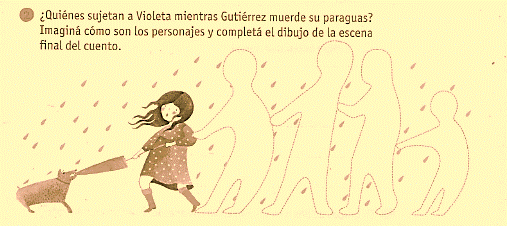 ¿Quiénes sujetan a Violeta mientras Gutiérrez muerde su paraguas?
Imaginá cómo son los personajes y completá el dibujo de la escena
final del cuento.